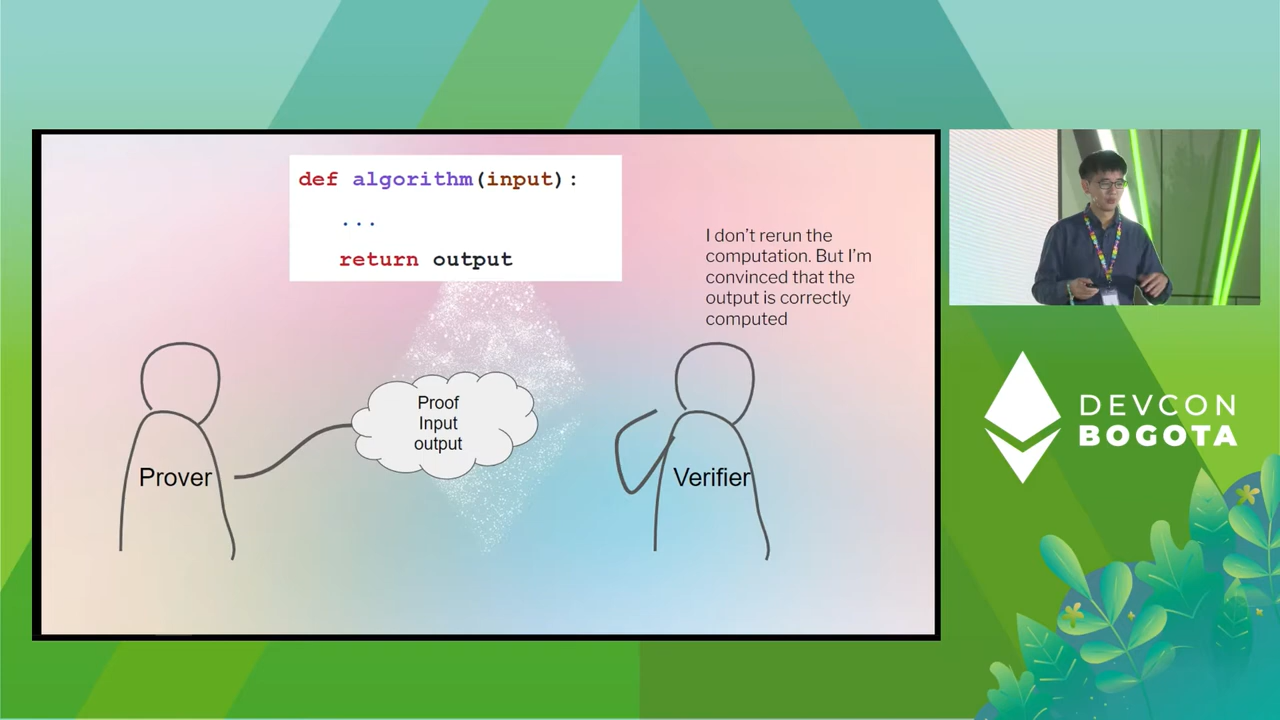 def algorithm(input):
...
return output
I don't rerun the
computation. But I'm
convinced that the
output is correctly
computed
Proof
Input
output
Prover
Verifier
DEVCON
BOGOTA